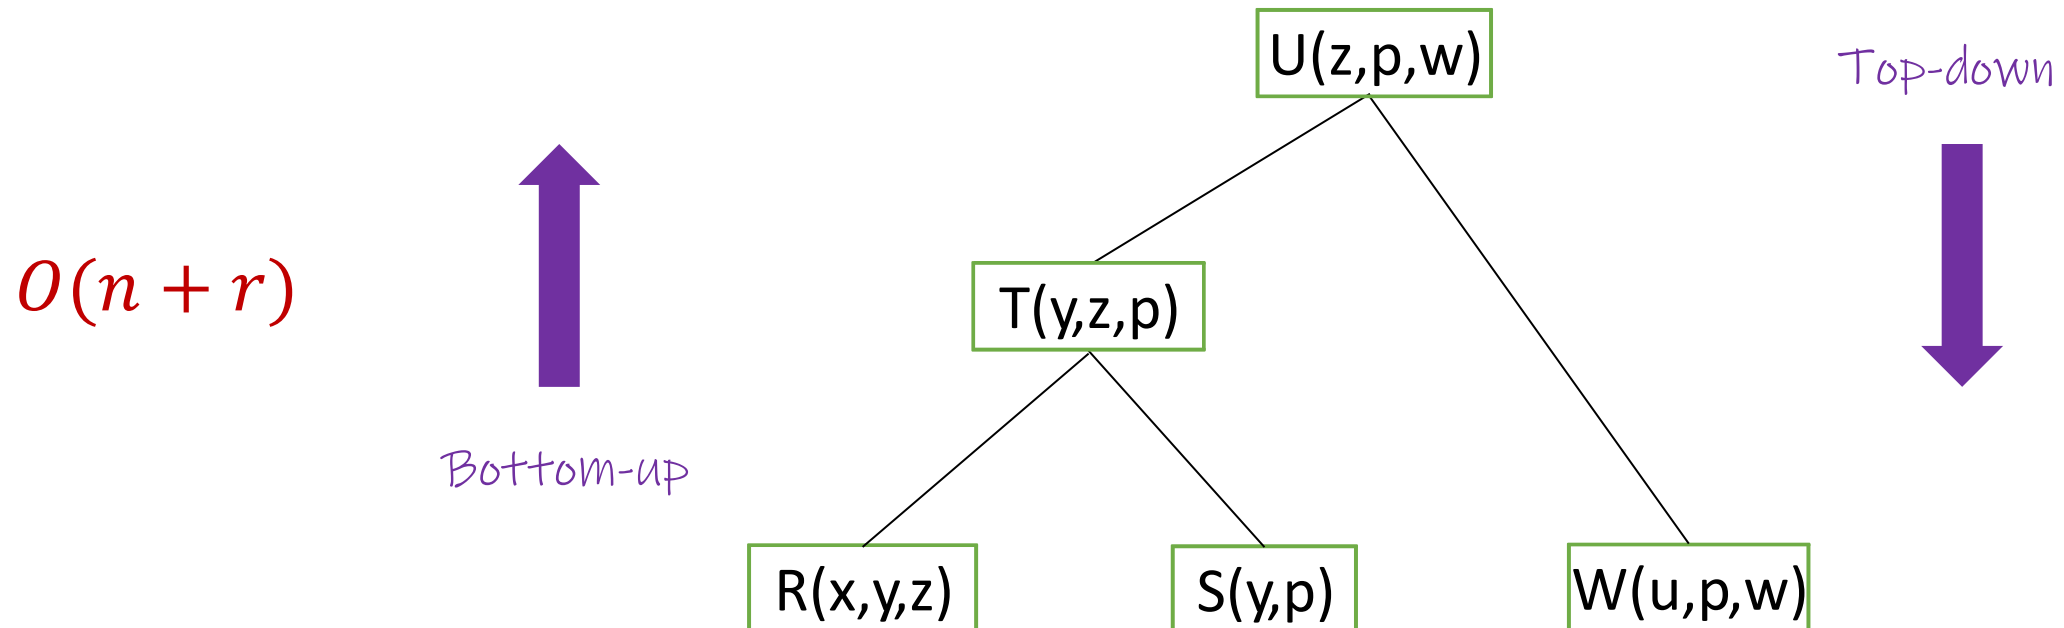 U(z,p,w)
Top-down
O(n + r)
T(y,z,p)
Bottom-up
R(x,y,z)
S(y,p)
W(u,p,w)